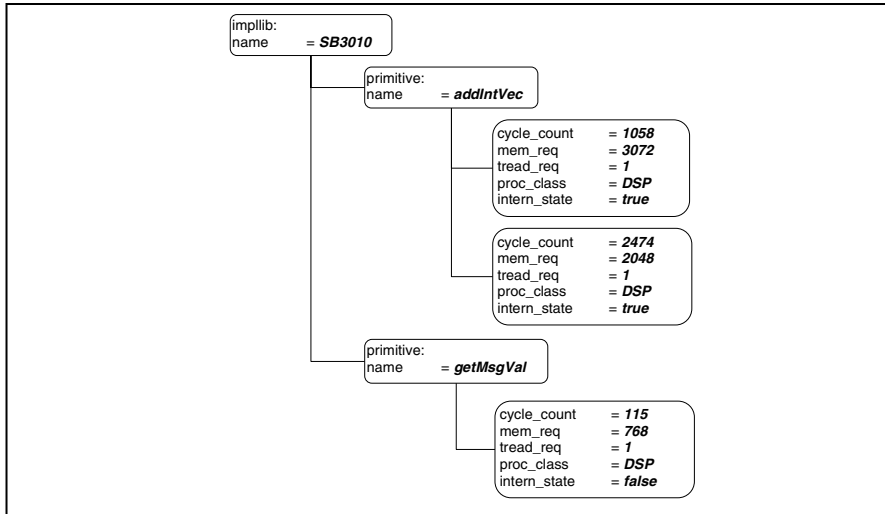 impllib:
name = SB3010
primitive:
name = addIntVec
cycle_count = 1058
mem_req = 3072
tread_req = 1
proc_class = DSP
intern_state = true
cycle_count = 2474
mem_req = 2048
tread_req = 1
proc_class = DSP
intern_state = true
primitive:
name = getMsgVal
cycle_count = 115
mem_req = 768
tread_req = 1
proc_class = DSP
intern_state = false